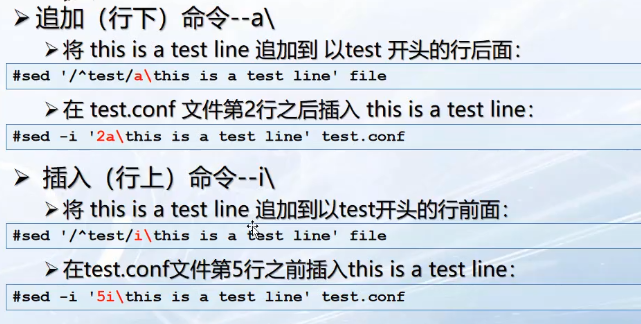 追加（行下）命令--a\
将 this is a test line 追加到 以test 开头的行后面：
#sed '/^test/a\this is a test line' file
在 test.conf 文件第2行之后插入 this is a test line：
#sed -i '2a\this is a test line' test.conf
插入（行上）命令--i\
将 this is a test line 追加到以test开头的行前面：
#sed '/^test/i\this is a test line' file
在test.conf文件第5行之前插入this is a test line：
#sed -i '5i\this is a test line' test.conf